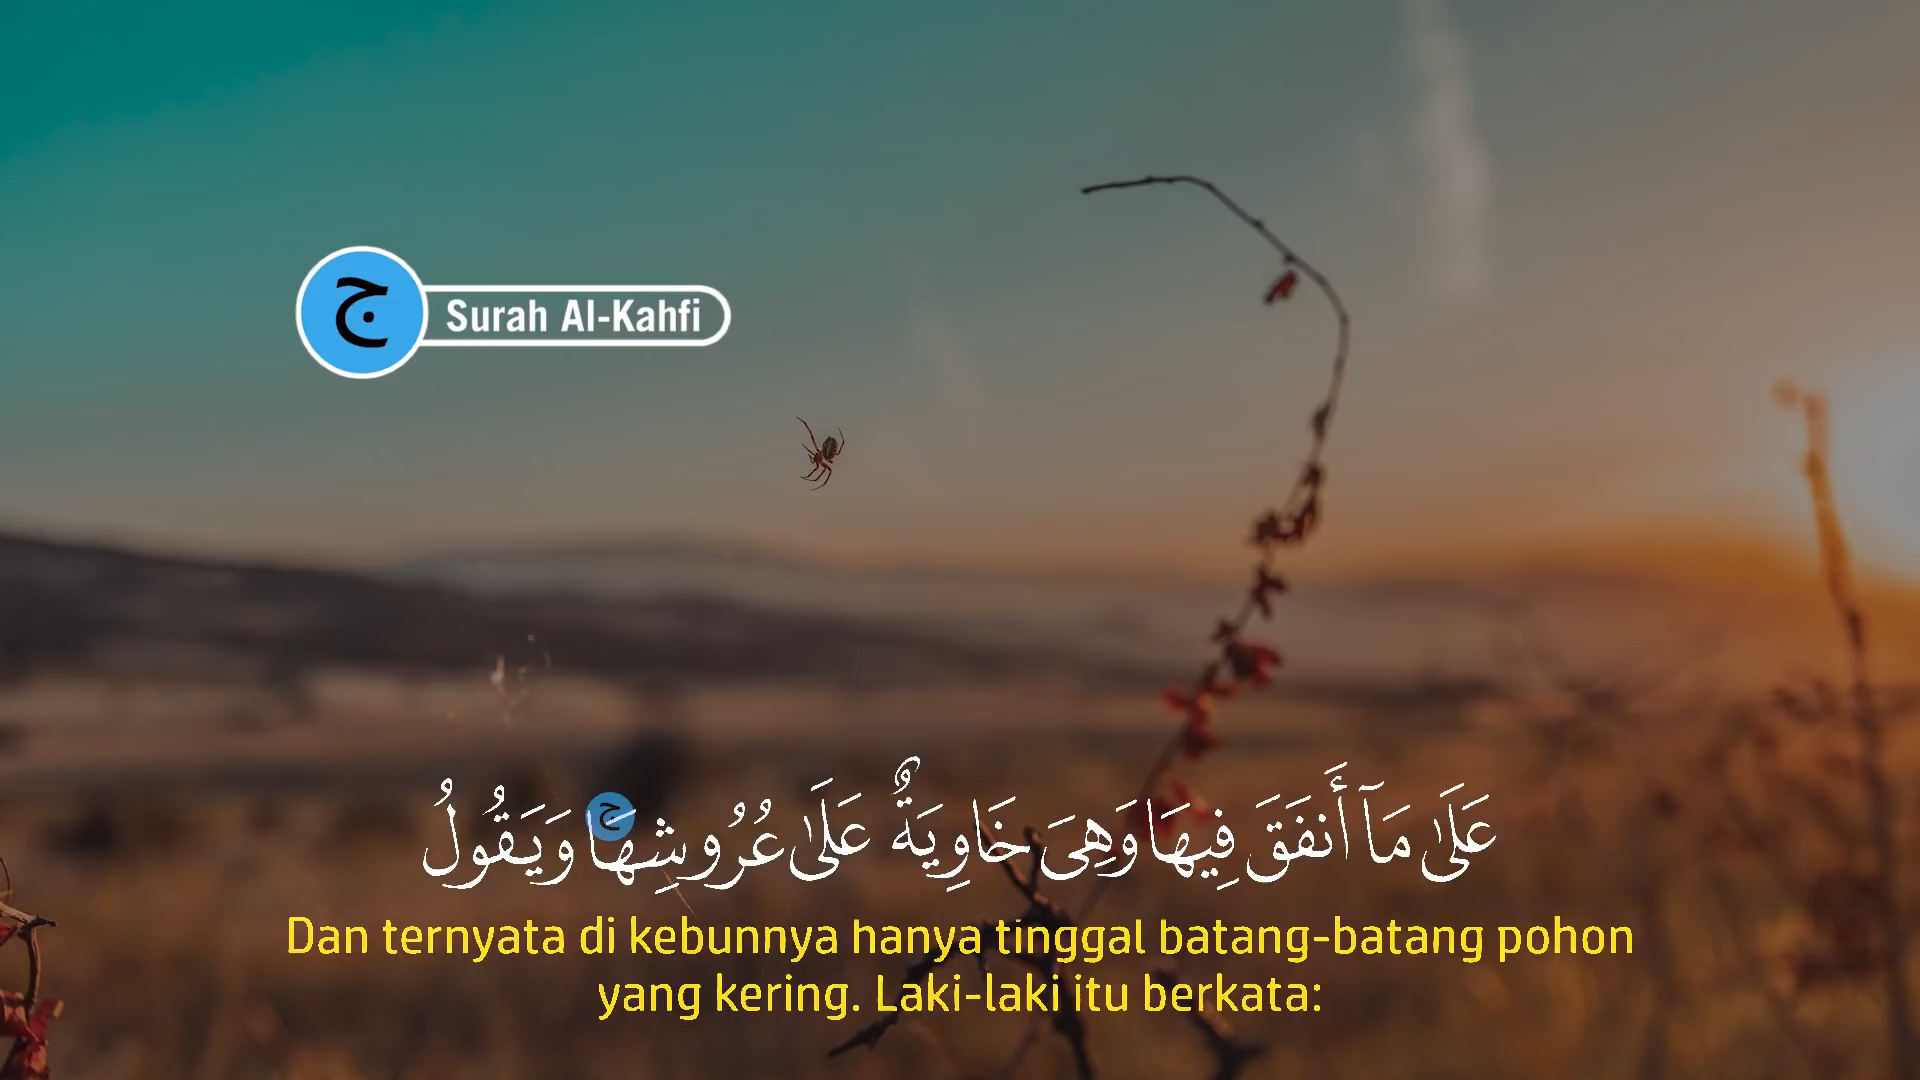 ج
Surah Al-Kahfi
عَلَىٰ مَآ أَنفَقَ فِيهَا وَهِىَ خَاوِيَةٌ عَلَىٰ عُرُوشِهَا وَيَقُولُ
ج
Dan ternyata di kebunnya hanya tinggal batang-batang pohon
yang kering. Laki-laki itu berkata: